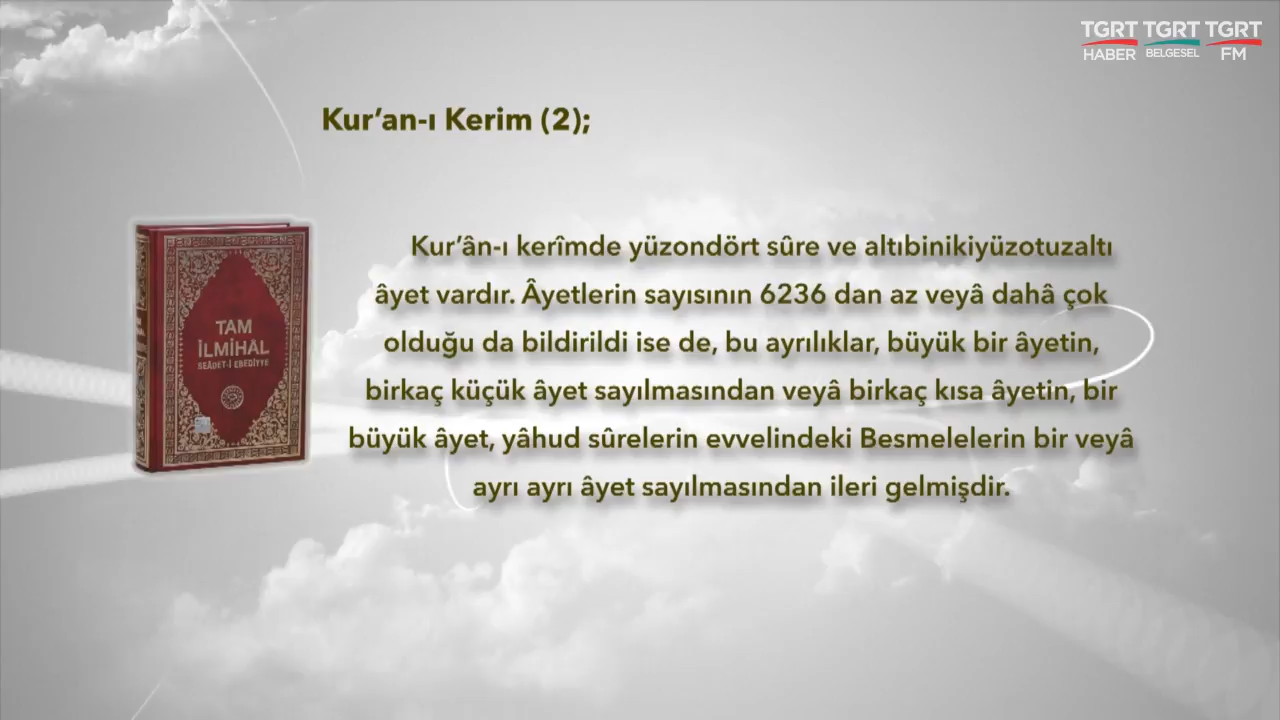 TGRT TGRT TGRT
HABER BELGESEL FM
Kur’an-ı Kerim (2);
Kur’ân-ı kerîmde yüzondört sûre ve altıbinikiyüzotuzaltı
âyet vardır. Âyetlerin sayısının 6236 dan az veyâ dahâ çok
olduğu da bildirildi ise de, bu ayrılıklar, büyük bir âyetin,
birkaç küçük âyet sayılmasından veyâ birkaç kısa âyetin, bir
büyük âyet, yâhud sûrelerin evvelindeki Besmelelerin bir veyâ
ayrı ayrı âyet sayılmasından ileri gelmişdir.
TAM
İLMİHÂL
SEÂDET-İ EBEDİYYE